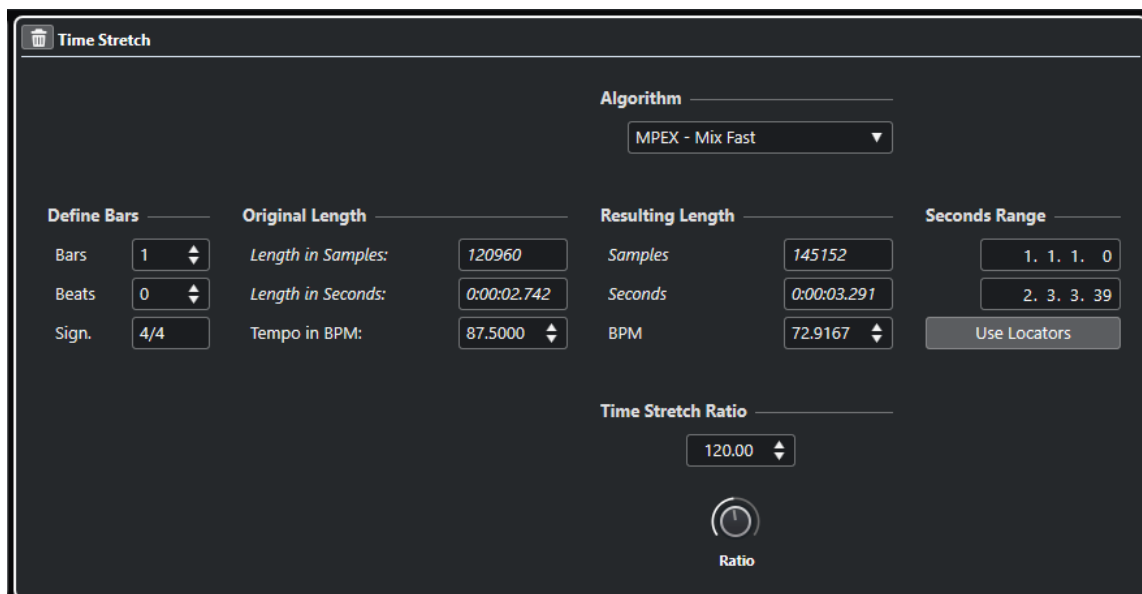 Time Stretch
Algorithm
MPEX - Mix Fast
Define Bars Original Length Resulting Length Seconds Range
Bars 1 Length in Samples: 120960 Samples 145152 1. 1. 1. 0
Beats 0 Length in Seconds: 0:00:02.742 Seconds 0:00:03.291 2. 3. 3. 39
Sign. 4/4 Tempo in BPM: 87.5000 BPM 72.9167 Use Locators
Time Stretch Ratio
120.00
Ratio